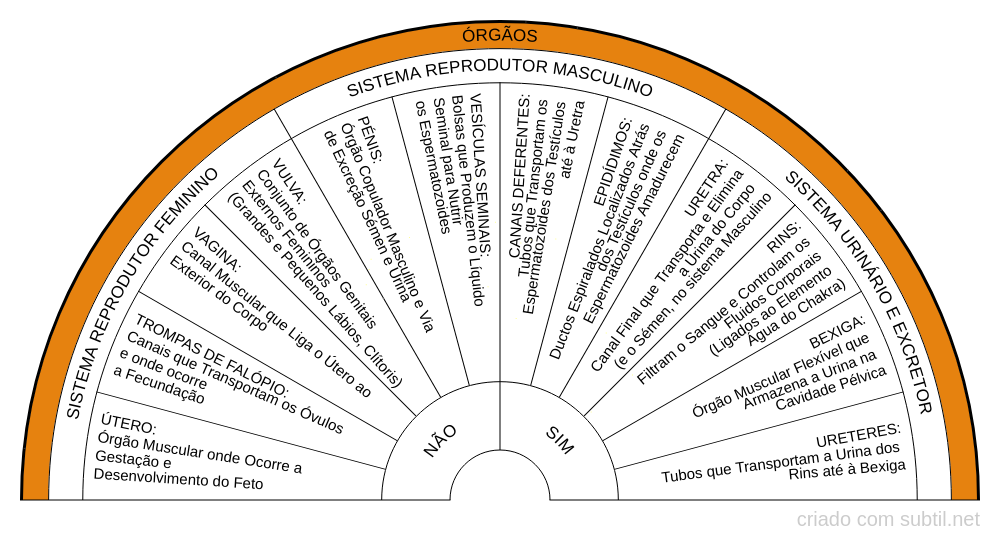 ÓRGÃOS
SISTEMA REPRODUTOR FEMININO
SISTEMA REPRODUTOR MASCULINO
SISTEMA URINÁRIO E EXCRETOR
ÚTERO:
Órgão Muscular onde Ocorre a
Gestação e
Desenvolvimento do Feto
TROMPAS DE FALÓPIO:
Canais que Transportam os Óvulos
e onde ocorre
a Fecundação
VAGINA:
Canal Muscular que Liga o Útero ao
Exterior do Corpo
VULVA:
Conjunto de Órgãos Genitais
Externos Femininos
(Grandes e Pequenos Lábios, Clítoris)
PÉNIS:
Órgão Copulador Masculino e Via
de Excreção Sémen e Urina
VESÍCULAS SEMINAIS:
Bolsas que Produzem o Líquido
Seminal para Nutrir
os Espermatozoides
CANAIS DEFERENTES:
Tubos que Transportam os
Espermatozoides dos Testículos
até à Uretra
EPIDÍDIMOS:
Ductos Espiralados Localizados Atrás
dos Testículos onde os
Espermatozoides Amadurecem
URETRA:
Canal Final que Transporta e Elimina
a Urina do Corpo
(e o Sémen, no sistema Masculino
RINS:
Filtram o Sangue e Controlam os
Fluídos Corporais
(Ligados ao Elemento
Água do Chakra)
BEXIGA:
Órgão Muscular Flexível que
Armazena a Urina na
Cavidade Pélvica
URETERES:
Tubos que Transportam a Urina dos
Rins até à Bexiga
NÃO
SIM
criado com subtil.net